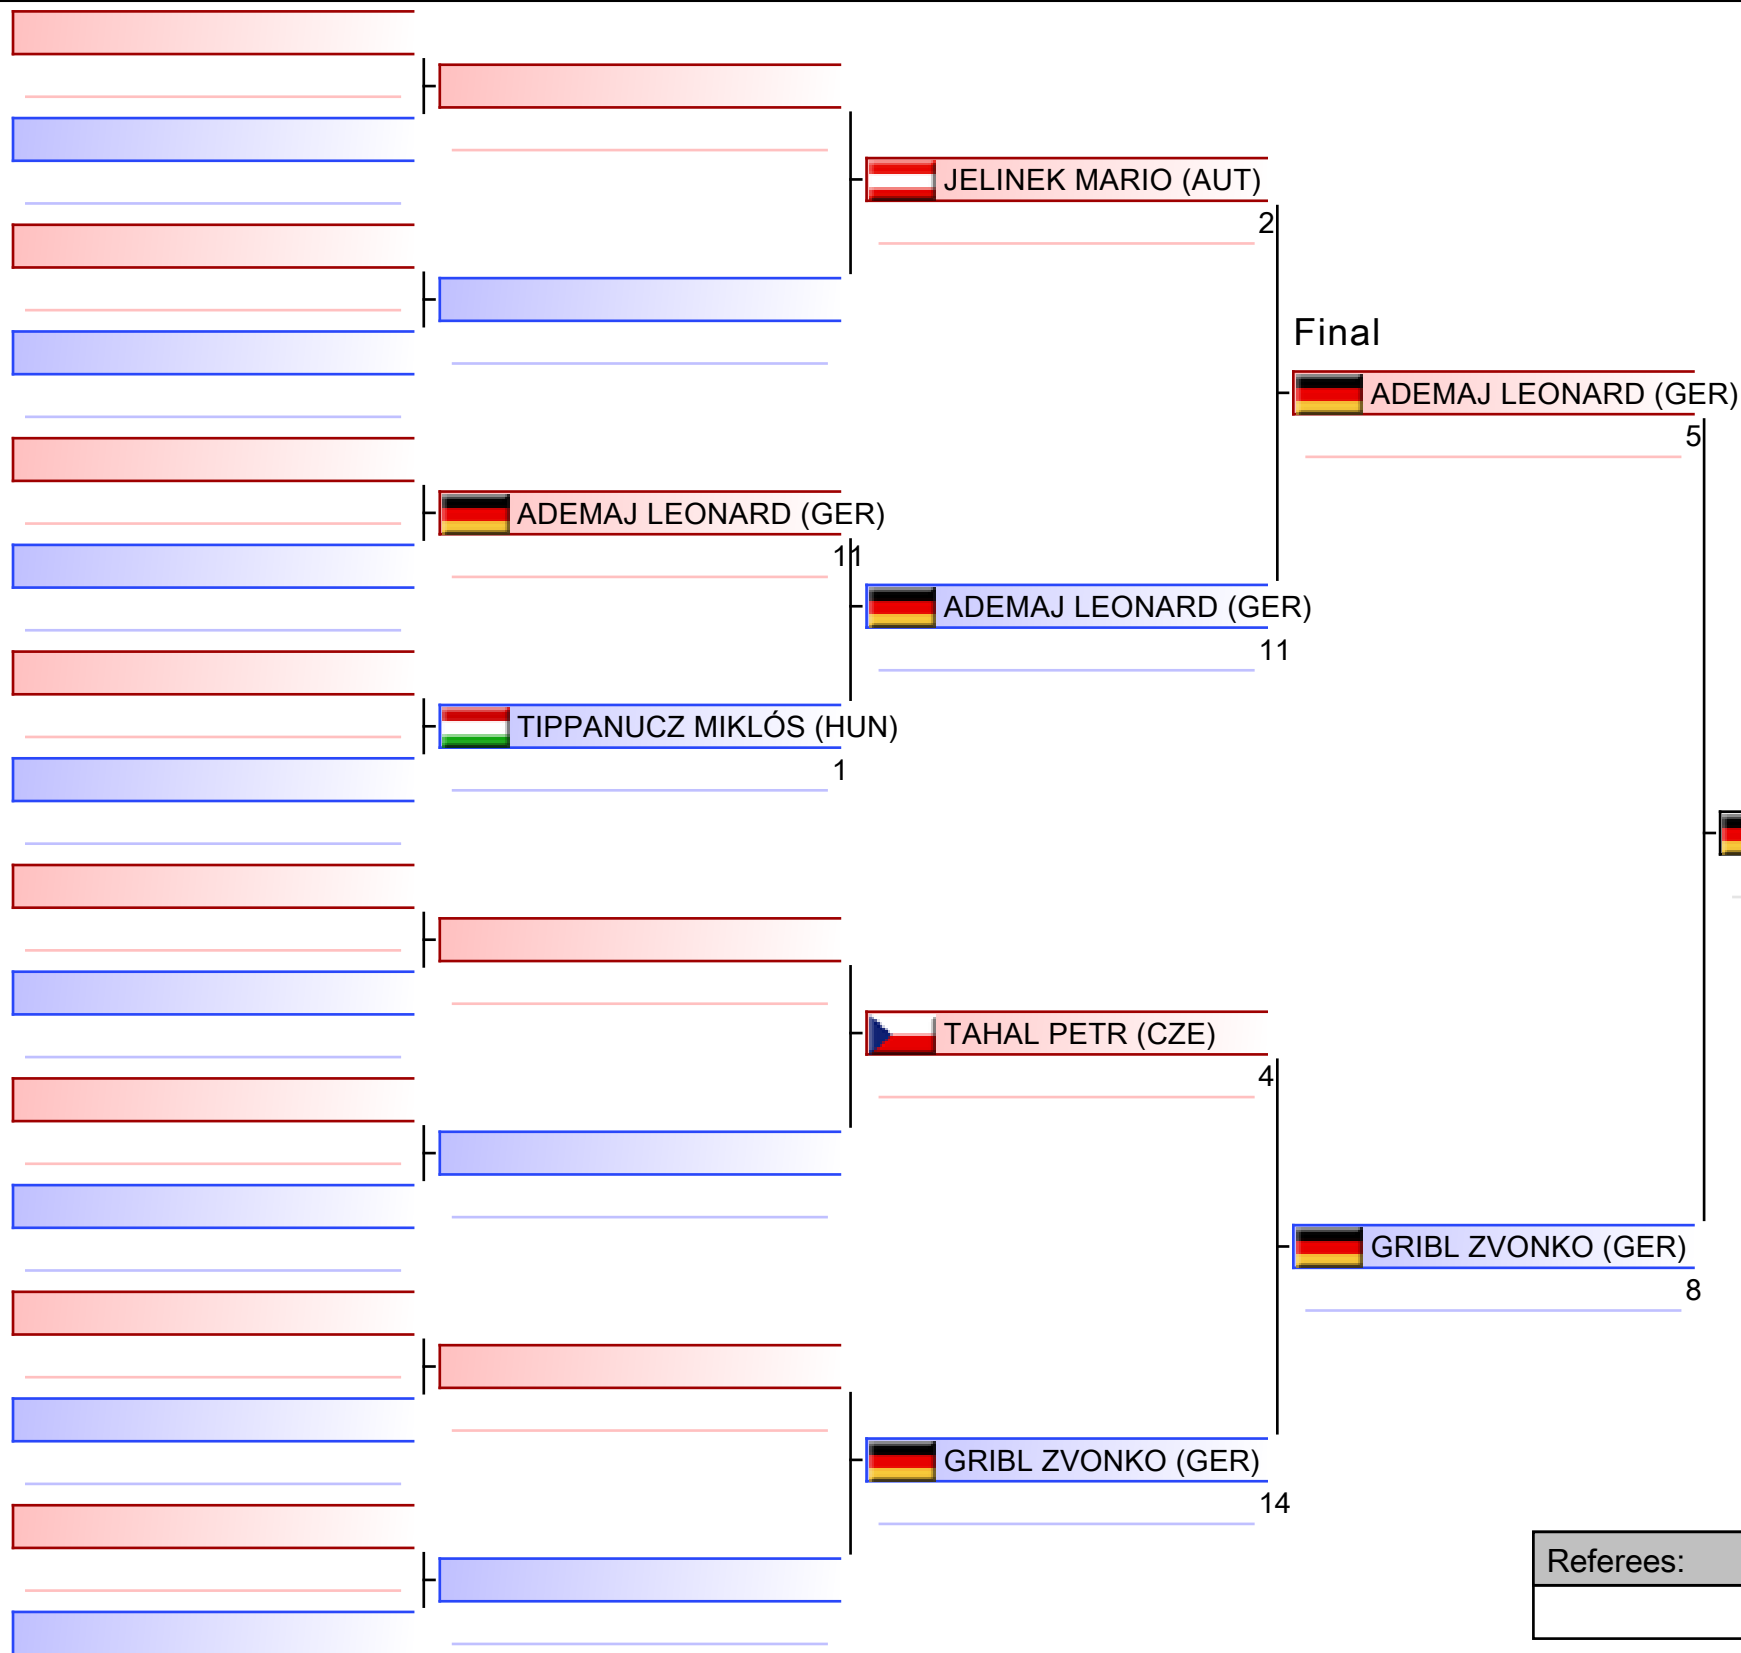 JELINEK MARIO (AUT)
2
Final
ADEMAJ LEONARD (GER)
5
ADEMAJ LEONARD (GER)
11
ADEMAJ LEONARD (GER)
11
TIPPANUCZ MIKLÓS (HUN)
1
TAHAL PETR (CZE)
4
GRIBL ZVONKO (GER)
8
GRIBL ZVONKO (GER)
14
Referees: